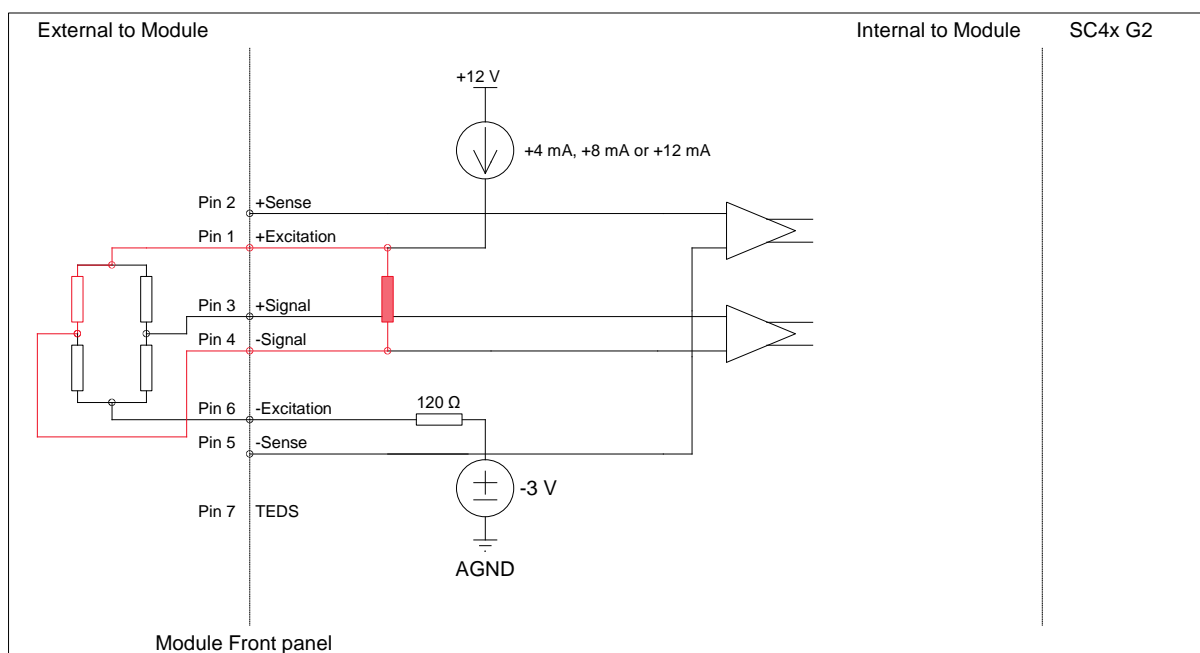 External to Module
Internal to Module
SC4x G2
+12 V
+4 mA, +8 mA or +12 mA
Pin 2 +Sense
Pin 1 +Excitation
Pin 3 +Signal
Pin 4 -Signal
120 Ω
Pin 6 -Excitation
Pin 5 -Sense
-3 V
Pin 7 TEDS
AGND
Module Front panel